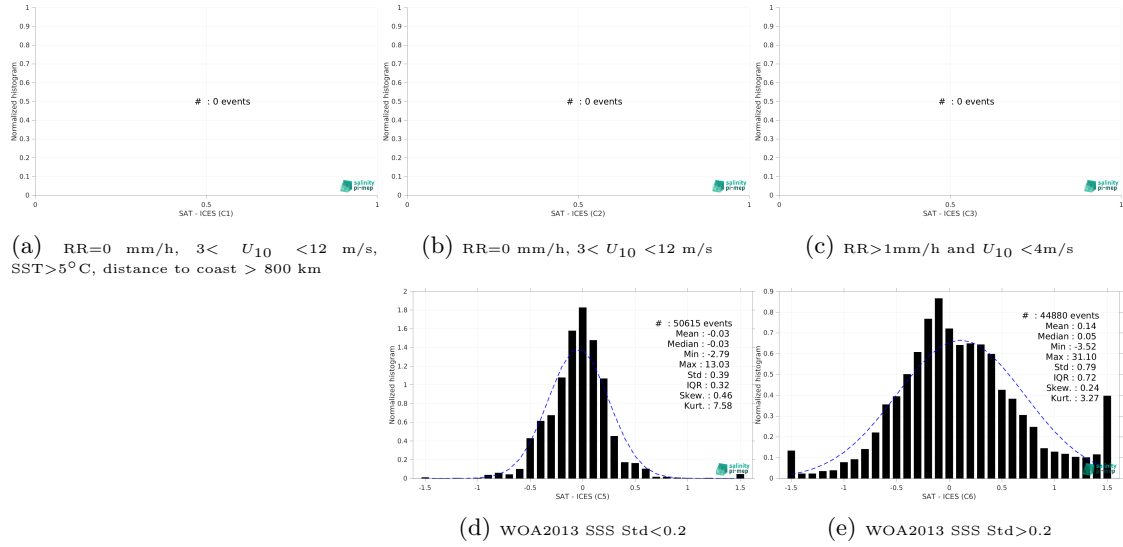 1
0.9
0.8
0.7
0.6
0.5
0.4
0.3
0.2
0.1
0
Normalized histogram
# : 0 events
0
0.5
1
SAT - ICES (C1)
salinity
pi-mep
1
0.9
0.8
0.7
0.6
0.5
0.4
0.3
0.2
0.1
0
Normalized histogram
# : 0 events
0
0.5
1
SAT - ICES (C2)
salinity
pi-mep
1
0.9
0.8
0.7
0.6
0.5
0.4
0.3
0.2
0.1
0
Normalized histogram
# : 0 events
0
0.5
1
SAT - ICES (C3)
salinity
pi-mep
(a) RR=0 mm/h, 3< U10 <12 m/s,
SST>5°C, distance to coast > 800 km
(b) RR=0 mm/h, 3< U10 <12 m/s
(c) RR>1mm/h and U10 <4m/s
2
1.8
1.6
1.4
1.2
1
0.8
0.6
0.4
0.2
0
Normalized histogram
# : 50615 events
Mean : -0.03
Median : -0.03
Min : -2.79
Max : 13.03
Std : 0.39
IQR : 0.32
Skew. : 0.46
Kurt. : 7.58
salinity
pi-mep
-1.5
-1
-0.5
0
0.5
1
1.5
SAT - ICES (C5)
0.9
0.8
0.7
0.6
0.5
0.4
0.3
0.2
0.1
0
Normalized histogram
# : 44880 events
Mean : 0.14
Median : 0.05
Min : -3.52
Max : 31.10
Std : 0.79
IQR : 0.72
Skew. : 0.24
Kurt. : 3.27
salinity
pi-mep
-1.5
-1
-0.5
0
0.5
1
1.5
SAT - ICES (C6)
(d) WOA2013 SSS Std<0.2
(e) WOA2013 SSS Std>0.2